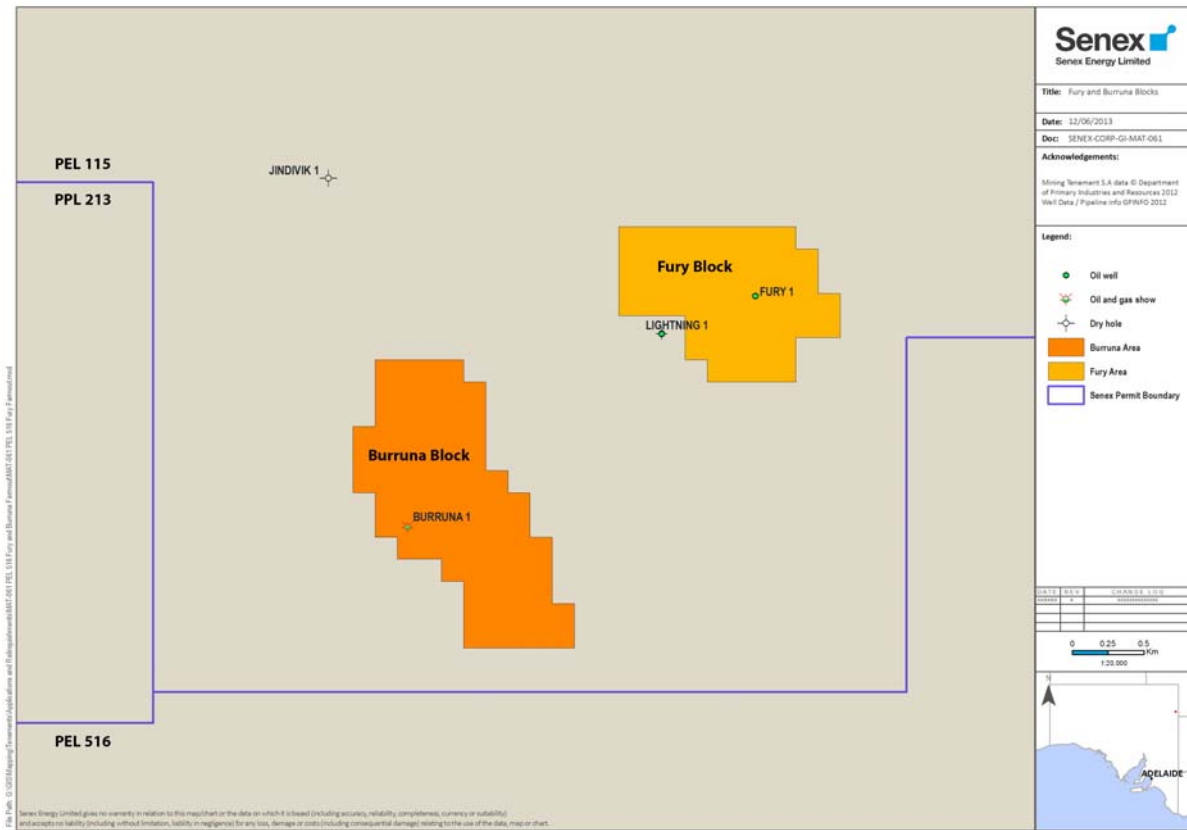 PEL 115
PPL 213
JINDIVIK 1
Fury Block
FURY 1
LIGHTNING 1
Burruna Block
BURRUNA 1
PEL 516
Senex Energy Limited gives no warranty in relation to this map/chart or the data on which it is based (including accuracy, reliability, completeness, currency or suitability)
and accepts no liability (including without limitation, liability in negligence) for any loss, damage or costs (including consequential damage) relating to the use of the data, map or chart.
Senex
Senex Energy Limited
Title: Fury and Burruna Blocks
Date: 12/06/2013
Doc: SENEX-CORP-GI-MAT-061
Acknowledgements:
Mining Tenement S.A data © Department
of Primary Industries and Resources 2012
Well Data / Pipeline info GPINFO 2012
Legend:
Oil well
Oil and gas show
Dry hole
Burruna Area
Fury Area
Senex Permit Boundary
DATE REV CHANGE LOG
0 0.25 0.5
Km
1:20,000
N
ADELAIDE